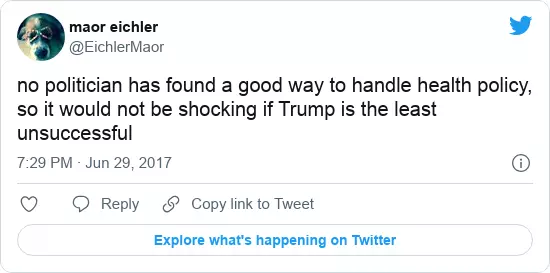 maor eichler
@EichlerMaor
no politician has found a good way to handle health policy,
so it would not be shocking if Trump is the least
unsuccessful
7:29 PM · Jun 29, 2017
Reply
Copy link to Tweet
Explore what's happening on Twitter